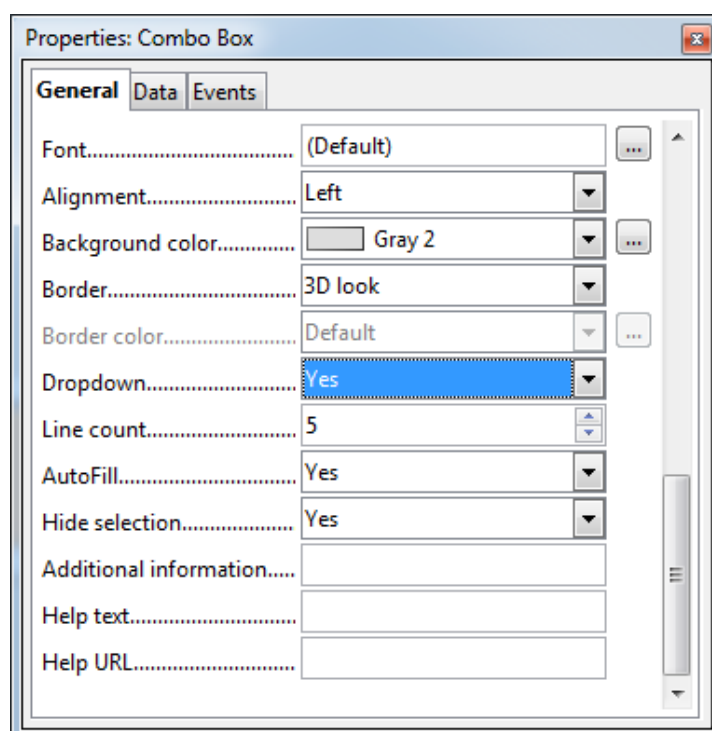 Properties: Combo Box
General Data Events
Font..................................... (Default) ...
Alignment........................... Left
Background color.............. Gray 2 ...
Border.................................. 3D look
Border color........................ Default ...
Dropdown........................... Yes
Line count.......................... 5
AutoFill................................ Yes
Hide selection.................... Yes
Additional information.....
Help text..............................
Help URL.............................